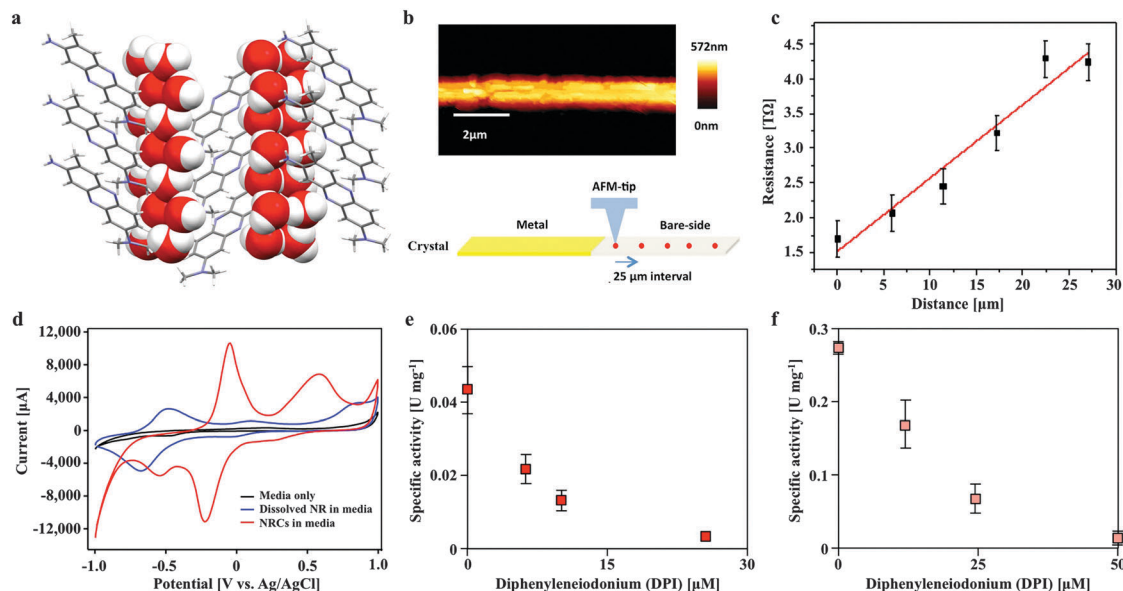 a
b
572nm
0nm
2μm
AFM-tip
Metal
Bare-side
Crystal
25 μm interval
c
4.5
4.0
3.5
3.0
2.5
2.0
1.5
Resistance [TΩ]
0
5
10
15
20
25
30
Distance [μm]
d
12,000
8,000
4,000
0
-4,000
-8,000
-12,000
Current [μA]
Media only
Dissolved NR in media
NRCs in media
-1.0
-0.5
0
0.5
1.0
Potential [V vs. Ag/AgCl]
e
0.06
0.04
0.02
0
Specific activity [U mg⁻¹]
0
15
30
Diphenyleneiodonium (DPI) [μM]
f
0.3
0.2
0.1
0
Specific activity [U mg⁻¹]
0
25
50
Diphenyleneiodonium (DPI) [μM]